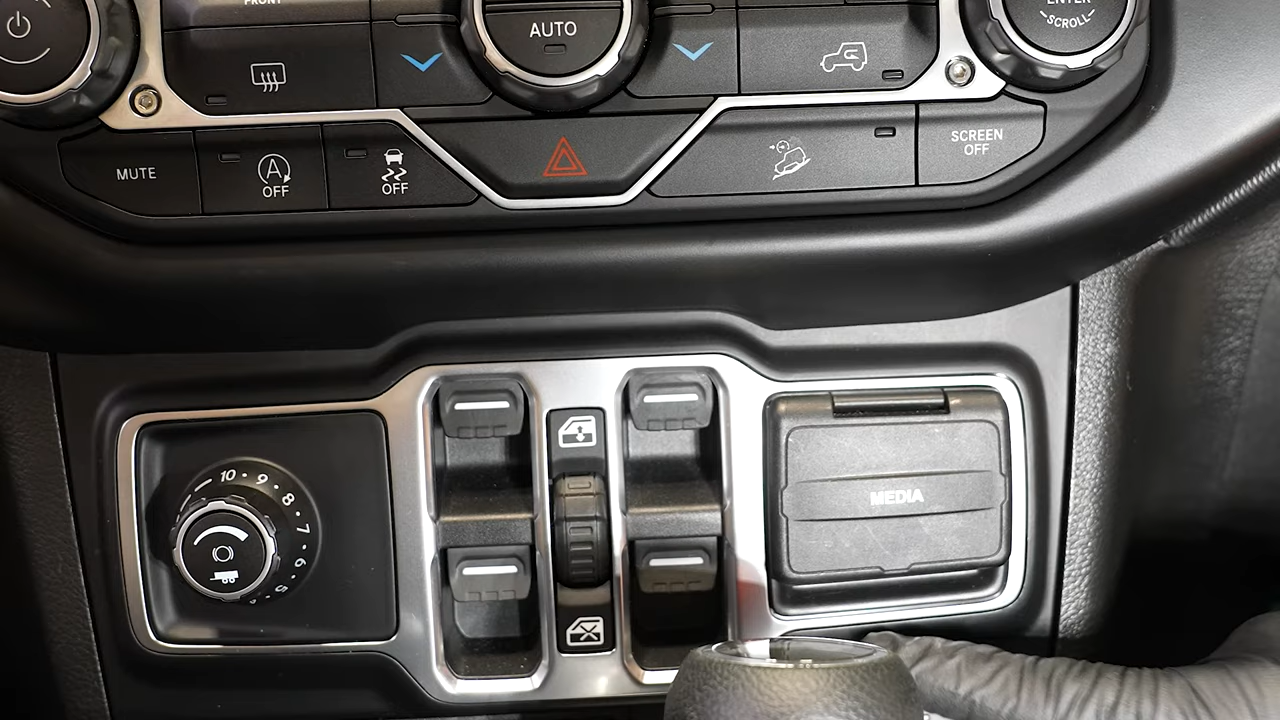 FRONT
AUTO
ENTER
SCROLL
MUTE
A
OFF
OFF
SCREEN
OFF
10 9 8 7 6 5
MEDIA